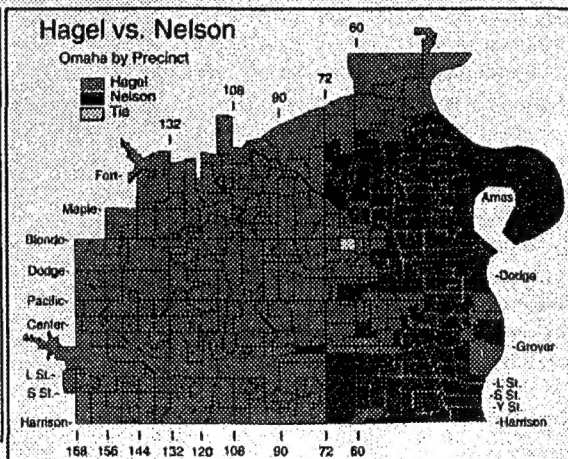 Hagel vs. Nelson
Omaha by Precinct
Hagel
Nelson
Tie
60
72
90
108
132
Fort-
Maple-
Blondo-
Dodge-
Pacific-
Center-
L St.-
S St.-
Harrison-
Ames
-Dodge
-Grover
-L St.
-S St.
-Y St.
-Harrison
168 156 144 132 120 108 90 72 60